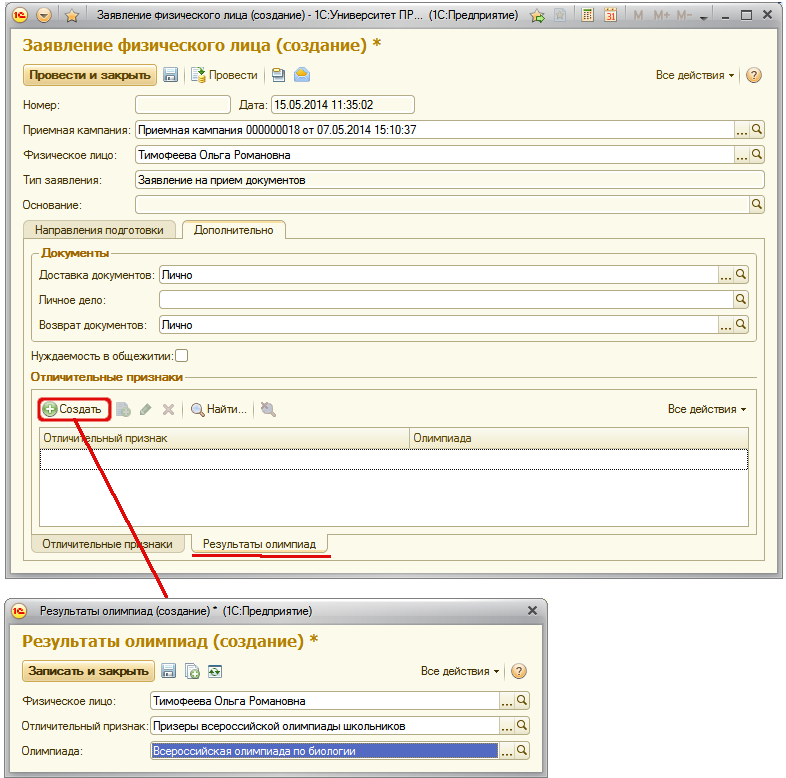 Заявление физического лица (создание) - 1С:Университет ПР... (1С:Предприятие)
M M+ M-
Заявление физического лица (создание) *
Провести и закрыть Провести Все действия
Номер: Дата: 15.05.2014 11:35:02
Приемная кампания: Приемная кампания 000000018 от 07.05.2014 15:10:37
Физическое лицо: Тимофеева Ольга Романовна
Тип заявления: Заявление на прием документов
Основание:
Направления подготовки Дополнительно
Документы
Доставка документов: Лично
Личное дело:
Возврат документов: Лично
Нуждаемость в общежитии:
Отличительные признаки
Создать Найти... Все действия
Отличительный признак Олимпиада
Отличительные признаки Результаты олимпиад
Результаты олимпиад (создание) * (1С:Предприятие)
Результаты олимпиад (создание) *
Записать и закрыть Все действия
Физическое лицо: Тимофеева Ольга Романовна
Отличительный признак: Призеры всероссийской олимпиады школьников
Олимпиада: Всероссийская олимпиада по биологии